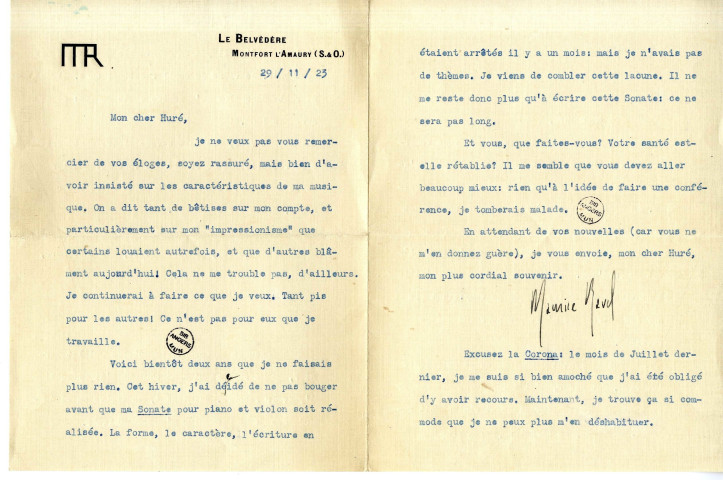 MR
LE BELVÉDÈRE
MONTFORT L'AMAURY (S.&O.)
29 / 11 / 23
Mon cher Huré,
je ne veux pas vous remer-
cier de vos éloges, soyez rassuré, mais bien d'a-
voir insisté sur les caractéristiques de ma musi-
que. On a dit tant de bêtises sur mon compte, et
particulièrement sur mon "impressionisme" que
certains louaient autrefois, et que d'autres blâ-
ment aujourd'hui! Cela ne me trouble pas, d'ailleurs.
Je continuerai à faire ce que je veux. Tant pis
pour les autres! Ce n'est pas pour eux que je
travaille.
BIB
ANGERS
MUN
Voici bientôt deux ans que je ne faisais
plus rien. Cet hiver, j'ai décidé de ne pas bouger
avant que ma Sonate pour piano et violon soit ré-
alisée. La forme, le caractère, l'écriture en
étaient arrêtés il y a un mois: mais je n'avais pas
de thèmes. Je viens de combler cette lacune. Il ne
me reste donc plus qu'à écrire cette Sonate: ce ne
sera pas long.
Et vous, que faites-vous? Votre santé est-
elle rétablie? Il me semble que vous devez aller
beaucoup mieux: rien qu'à l'idée de faire une confé-
rence, je tomberais malade.
BIB
ANGERS
MUN
En attendant de vos nouvelles (car vous ne
m'en donnez guère), je vous envoie, mon cher Huré,
mon plus cordial souvenir.
Maurice Ravel
Excusez la Corona: le mois de Juillet der-
nier, je me suis si bien amoché que j'ai été obligé
d'y avoir recours. Maintenant, je trouve ça si com-
mode que je ne peux plus m'en déshabituer.